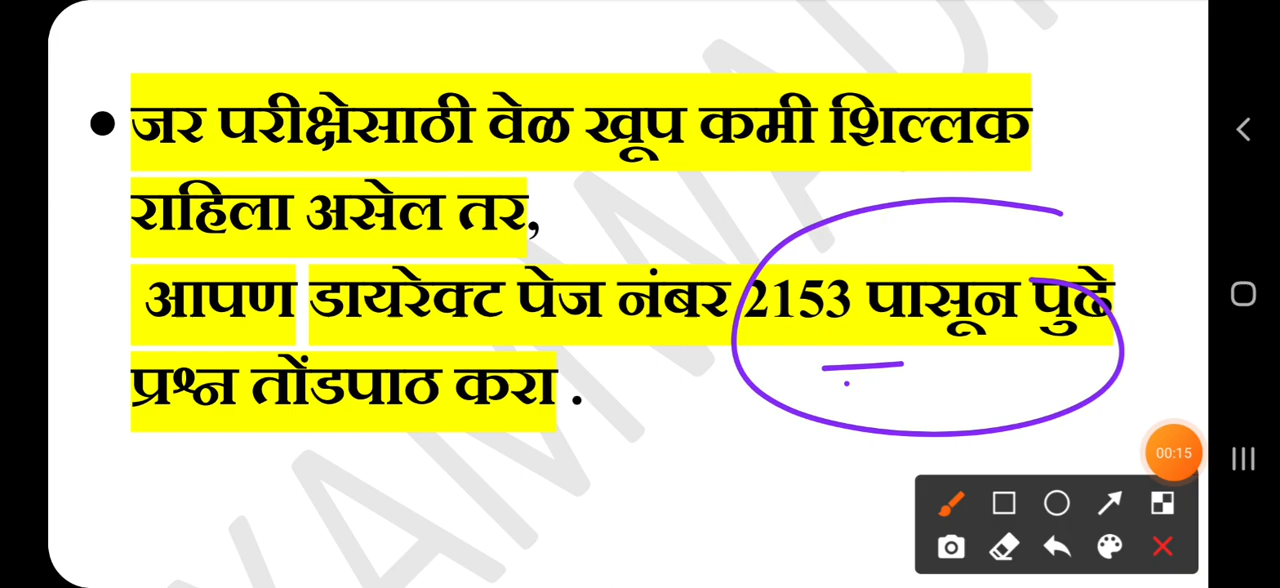 • जर परीक्षेसाठी वेळ खूप कमी शिल्लक
राहिला असेल तर,
आपण डायरेक्ट पेज नंबर 2153 पासून पुढे
प्रश्न तोंडपाठ करा .
00:15